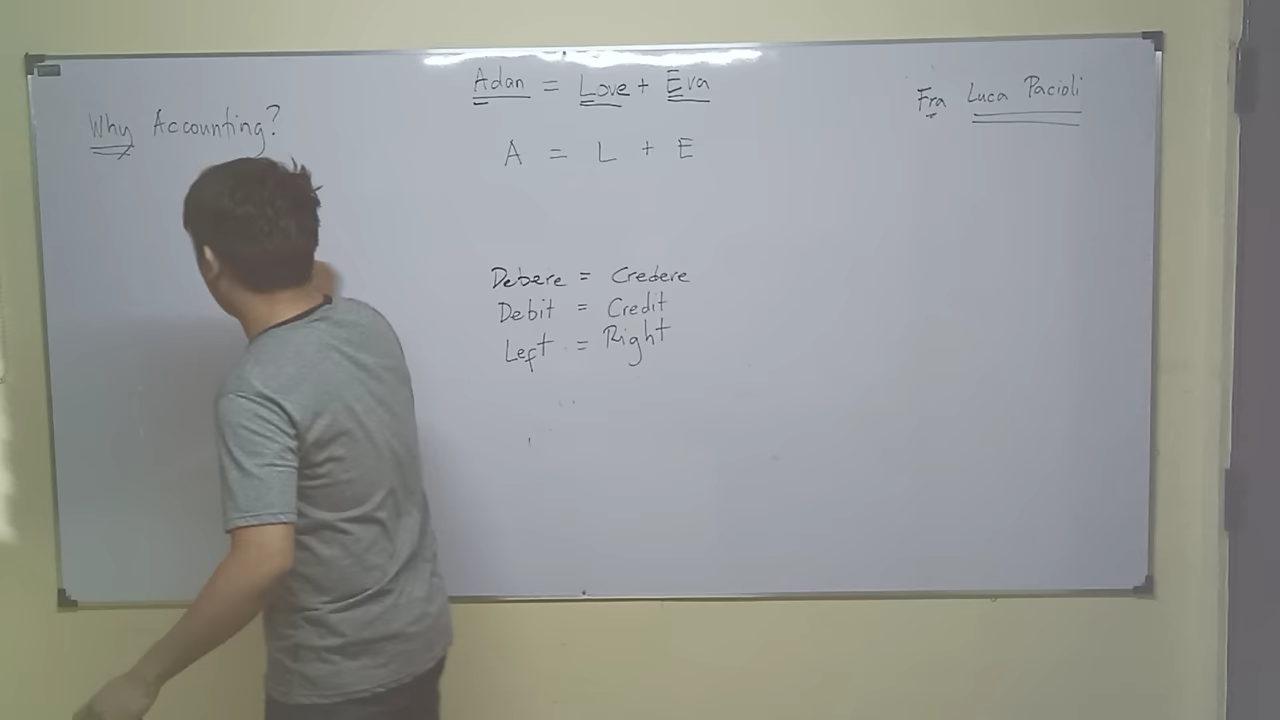 Why Accounting?
Adan = Love + Eva
A = L + E
Debere = Credere
Debit = Credit
Left = Right
Fra Luca Pacioli